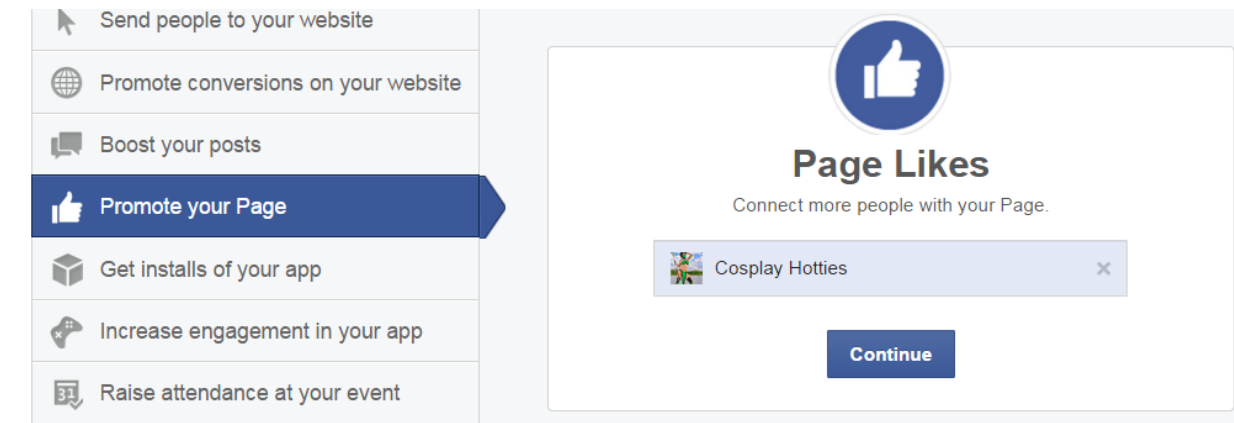 Send people to your website
Promote conversions on your website
Boost your posts
Promote your Page
Get installs of your app
Increase engagement in your app
31
Raise attendance at your event
Page Likes
Connect more people with your Page.
Cosplay Hotties
Continue